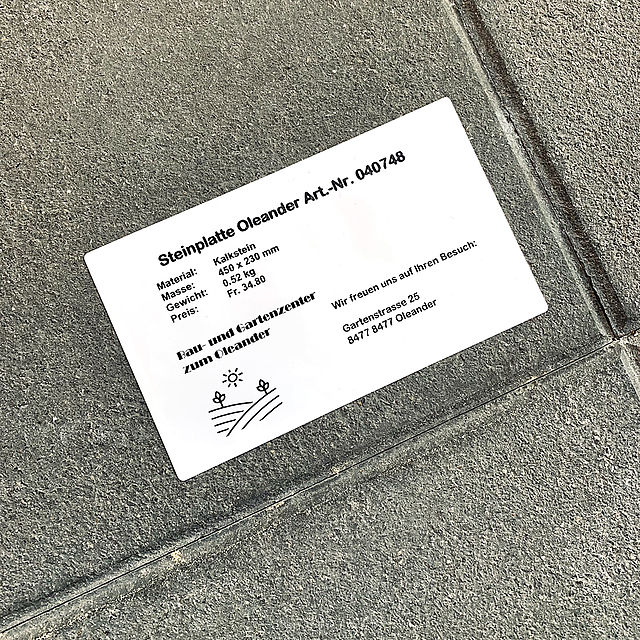 Steinplatte Oleander Art.-Nr. 040748
Material: Kalkstein
Masse: 450 x 230 mm
Gewicht: 0.52 kg
Preis: Fr. 34.80
Bau- und Gartenzenter
zum Oleander
Wir freuen uns auf Ihren Besuch:
Gartenstrasse 25
8477 8477 Oleander